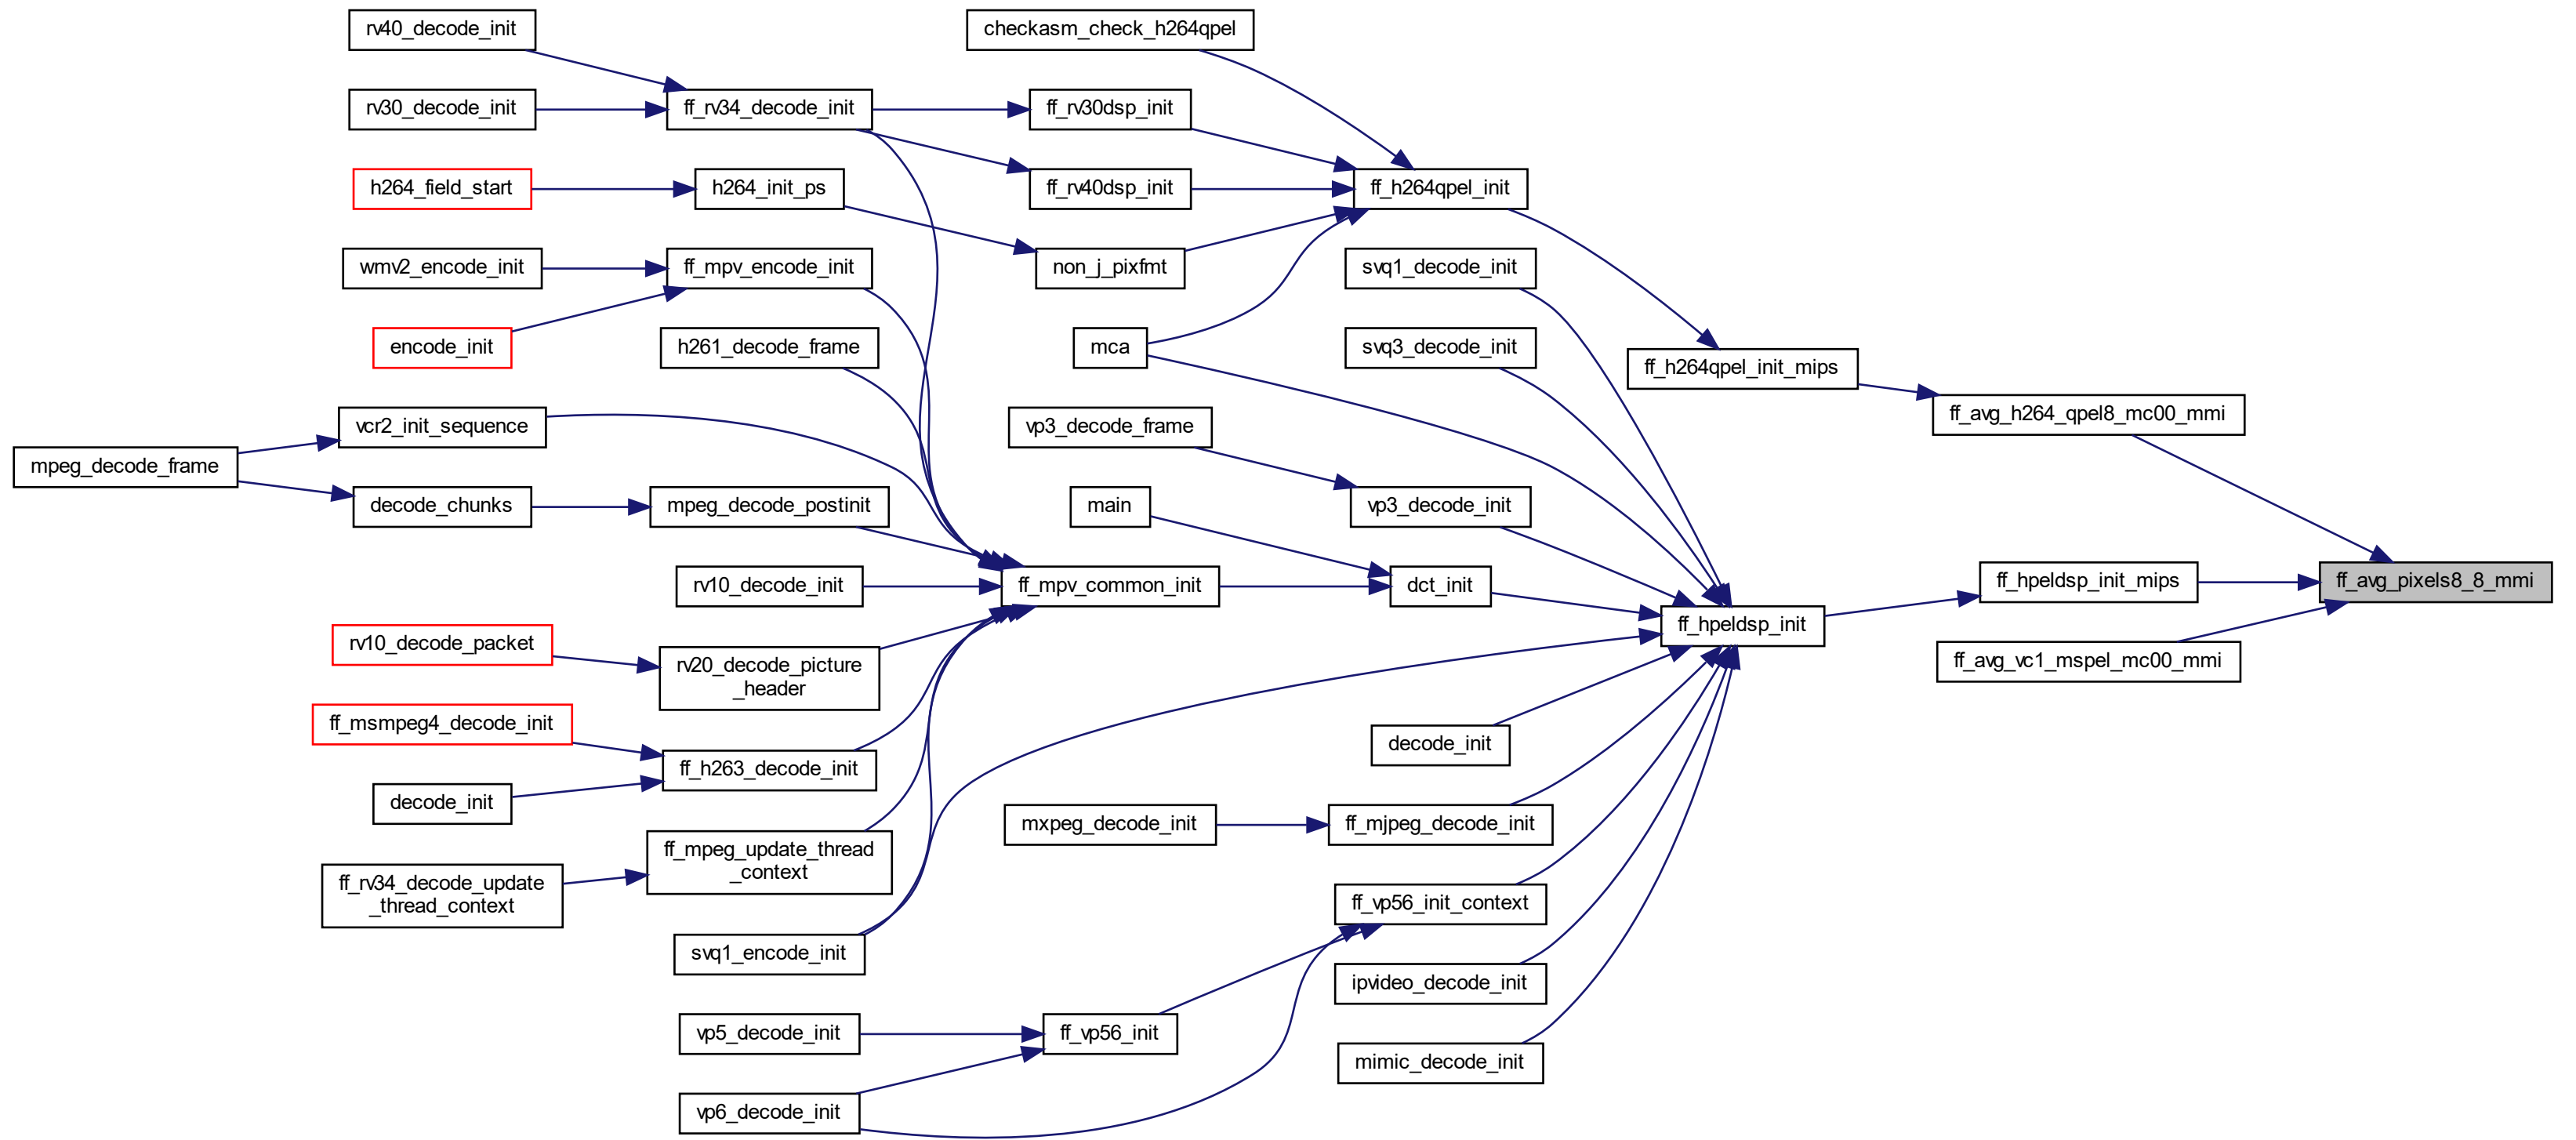 rv40_decode_init
checkasm_check_h264qpel
rv30_decode_init
ff_rv34_decode_init
ff_rv30dsp_init
h264_field_start
h264_init_ps
ff_rv40dsp_init
ff_h264qpel_init
wmv2_encode_init
ff_mpv_encode_init
non_j_pixfmt
svq1_decode_init
encode_init
h261_decode_frame
mca
svq3_decode_init
ff_h264qpel_init_mips
vcr2_init_sequence
vp3_decode_frame
ff_avg_h264_qpel8_mc00_mmi
mpeg_decode_frame
decode_chunks
mpeg_decode_postinit
main
vp3_decode_init
rv10_decode_init
ff_mpv_common_init
dct_init
ff_hpeldsp_init_mips
ff_avg_pixels8_8_mmi
ff_hpeldsp_init
rv10_decode_packet
rv20_decode_picture
_header
ff_avg_vc1_mspel_mc00_mmi
ff_msmpeg4_decode_init
decode_init
ff_h263_decode_init
decode_init
mxpeg_decode_init
ff_mjpeg_decode_init
ff_mpeg_update_thread
_context
ff_rv34_decode_update
_thread_context
ff_vp56_init_context
svq1_encode_init
ipvideo_decode_init
vp5_decode_init
ff_vp56_init
mimic_decode_init
vp6_decode_init